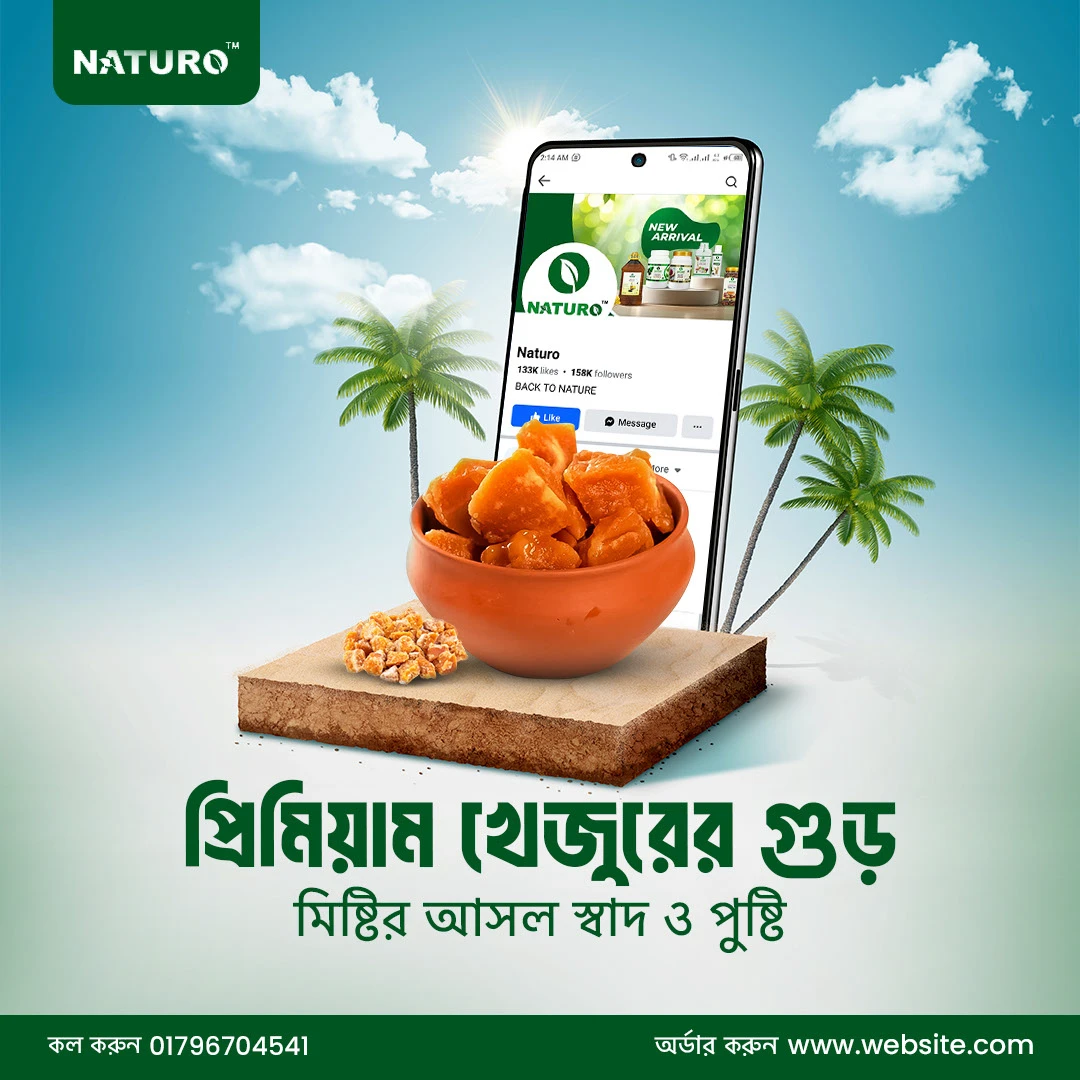 NATURO™
2:14 AM
NEW
ARRIVAL
NATURO™
Naturo
133K likes • 158K followers
BACK TO NATURE
Like
Message
প্রিমিয়াম খেজুরের গুড়
মিষ্টির আসল স্বাদ ও পুষ্টি
কল করুন 01796704541
অর্ডার করুন www.website.com